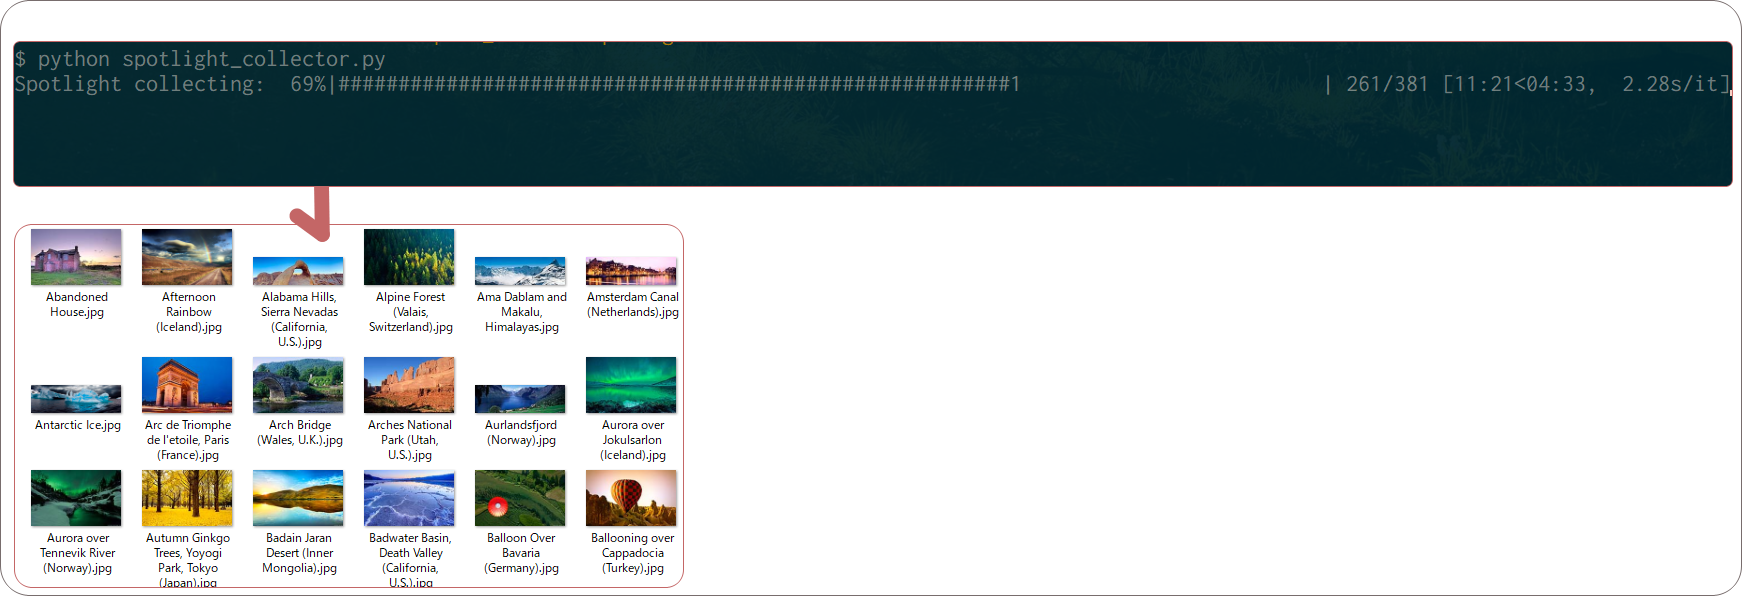 $ python spotlight_collector.py
Spotlight collecting:  69%|########################################################1                          | 261/381 [11:21<04:33,  2.28s/it]
Abandoned
House.jpg
Afternoon
Rainbow
(Iceland).jpg
Alabama Hills,
Sierra Nevadas
(California,
U.S.).jpg
Alpine Forest
(Valais,
Switzerland).jpg
Ama Dablam and
Makalu,
Himalayas.jpg
Amsterdam Canal
(Netherlands).jpg
Antarctic Ice.jpg
Arc de Triomphe
de l'etoile, Paris
(France).jpg
Arch Bridge
(Wales, U.K.).jpg
Arches National
Park (Utah,
U.S.).jpg
Aurlandsfjord
(Norway).jpg
Aurora over
Jokulsarlon
(Iceland).jpg
Aurora over
Tennevik River
(Norway).jpg
Autumn Ginkgo
Trees, Yoyogi
Park, Tokyo
(Japan).jpg
Badain Jaran
Desert (Inner
Mongolia).jpg
Badwater Basin,
Death Valley
(California,
U.S.).jpg
Balloon Over
Bavaria
(Germany).jpg
Ballooning over
Cappadocia
(Turkey).jpg